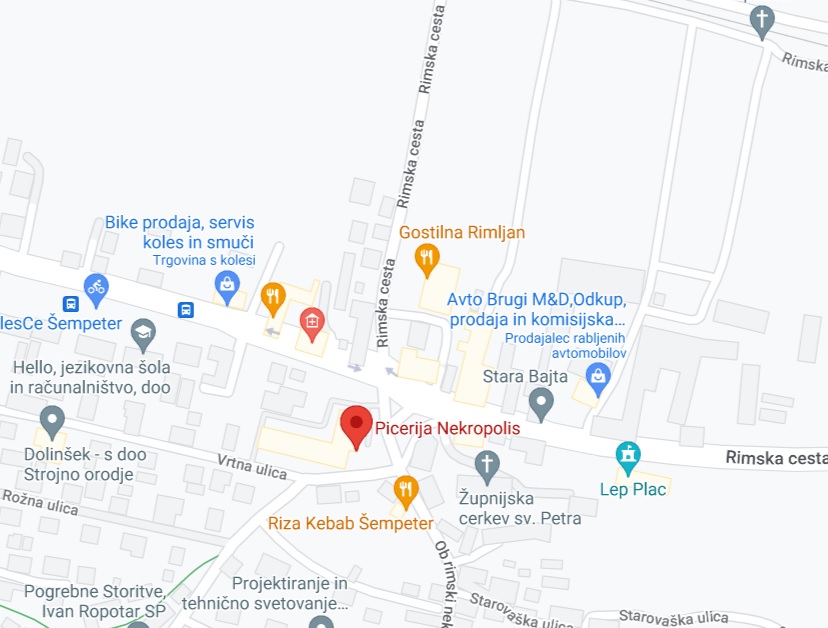 Rimska cesta
Rimska
Rimska cesta
Bike prodaja, servis
koles in smuči
Trgovina s kolesi
Gostilna Rimljan
Rimska cesta
Avto Brugi M&D,Odkup,
prodaja in komisijska...
Prodajalec rabljenih
avtomobilov
lesCe Šempeter
Hello, jezikovna šola
in računalništvo, doo
Stara Bajta
Picerija Nekropolis
Dolinšek - s doo
Strojno orodje
Vrtna ulica
Rimska cesta
Lep Plac
Rožna ulica
Župnijska
cerkev sv. Petra
Riza Kebab Šempeter
Ob rimski nek
Pogrebne Storitve,
Ivan Ropotar SP
Projektiranje in
tehnično svetovanje...
Starovaška ulica
Starovaška ulica